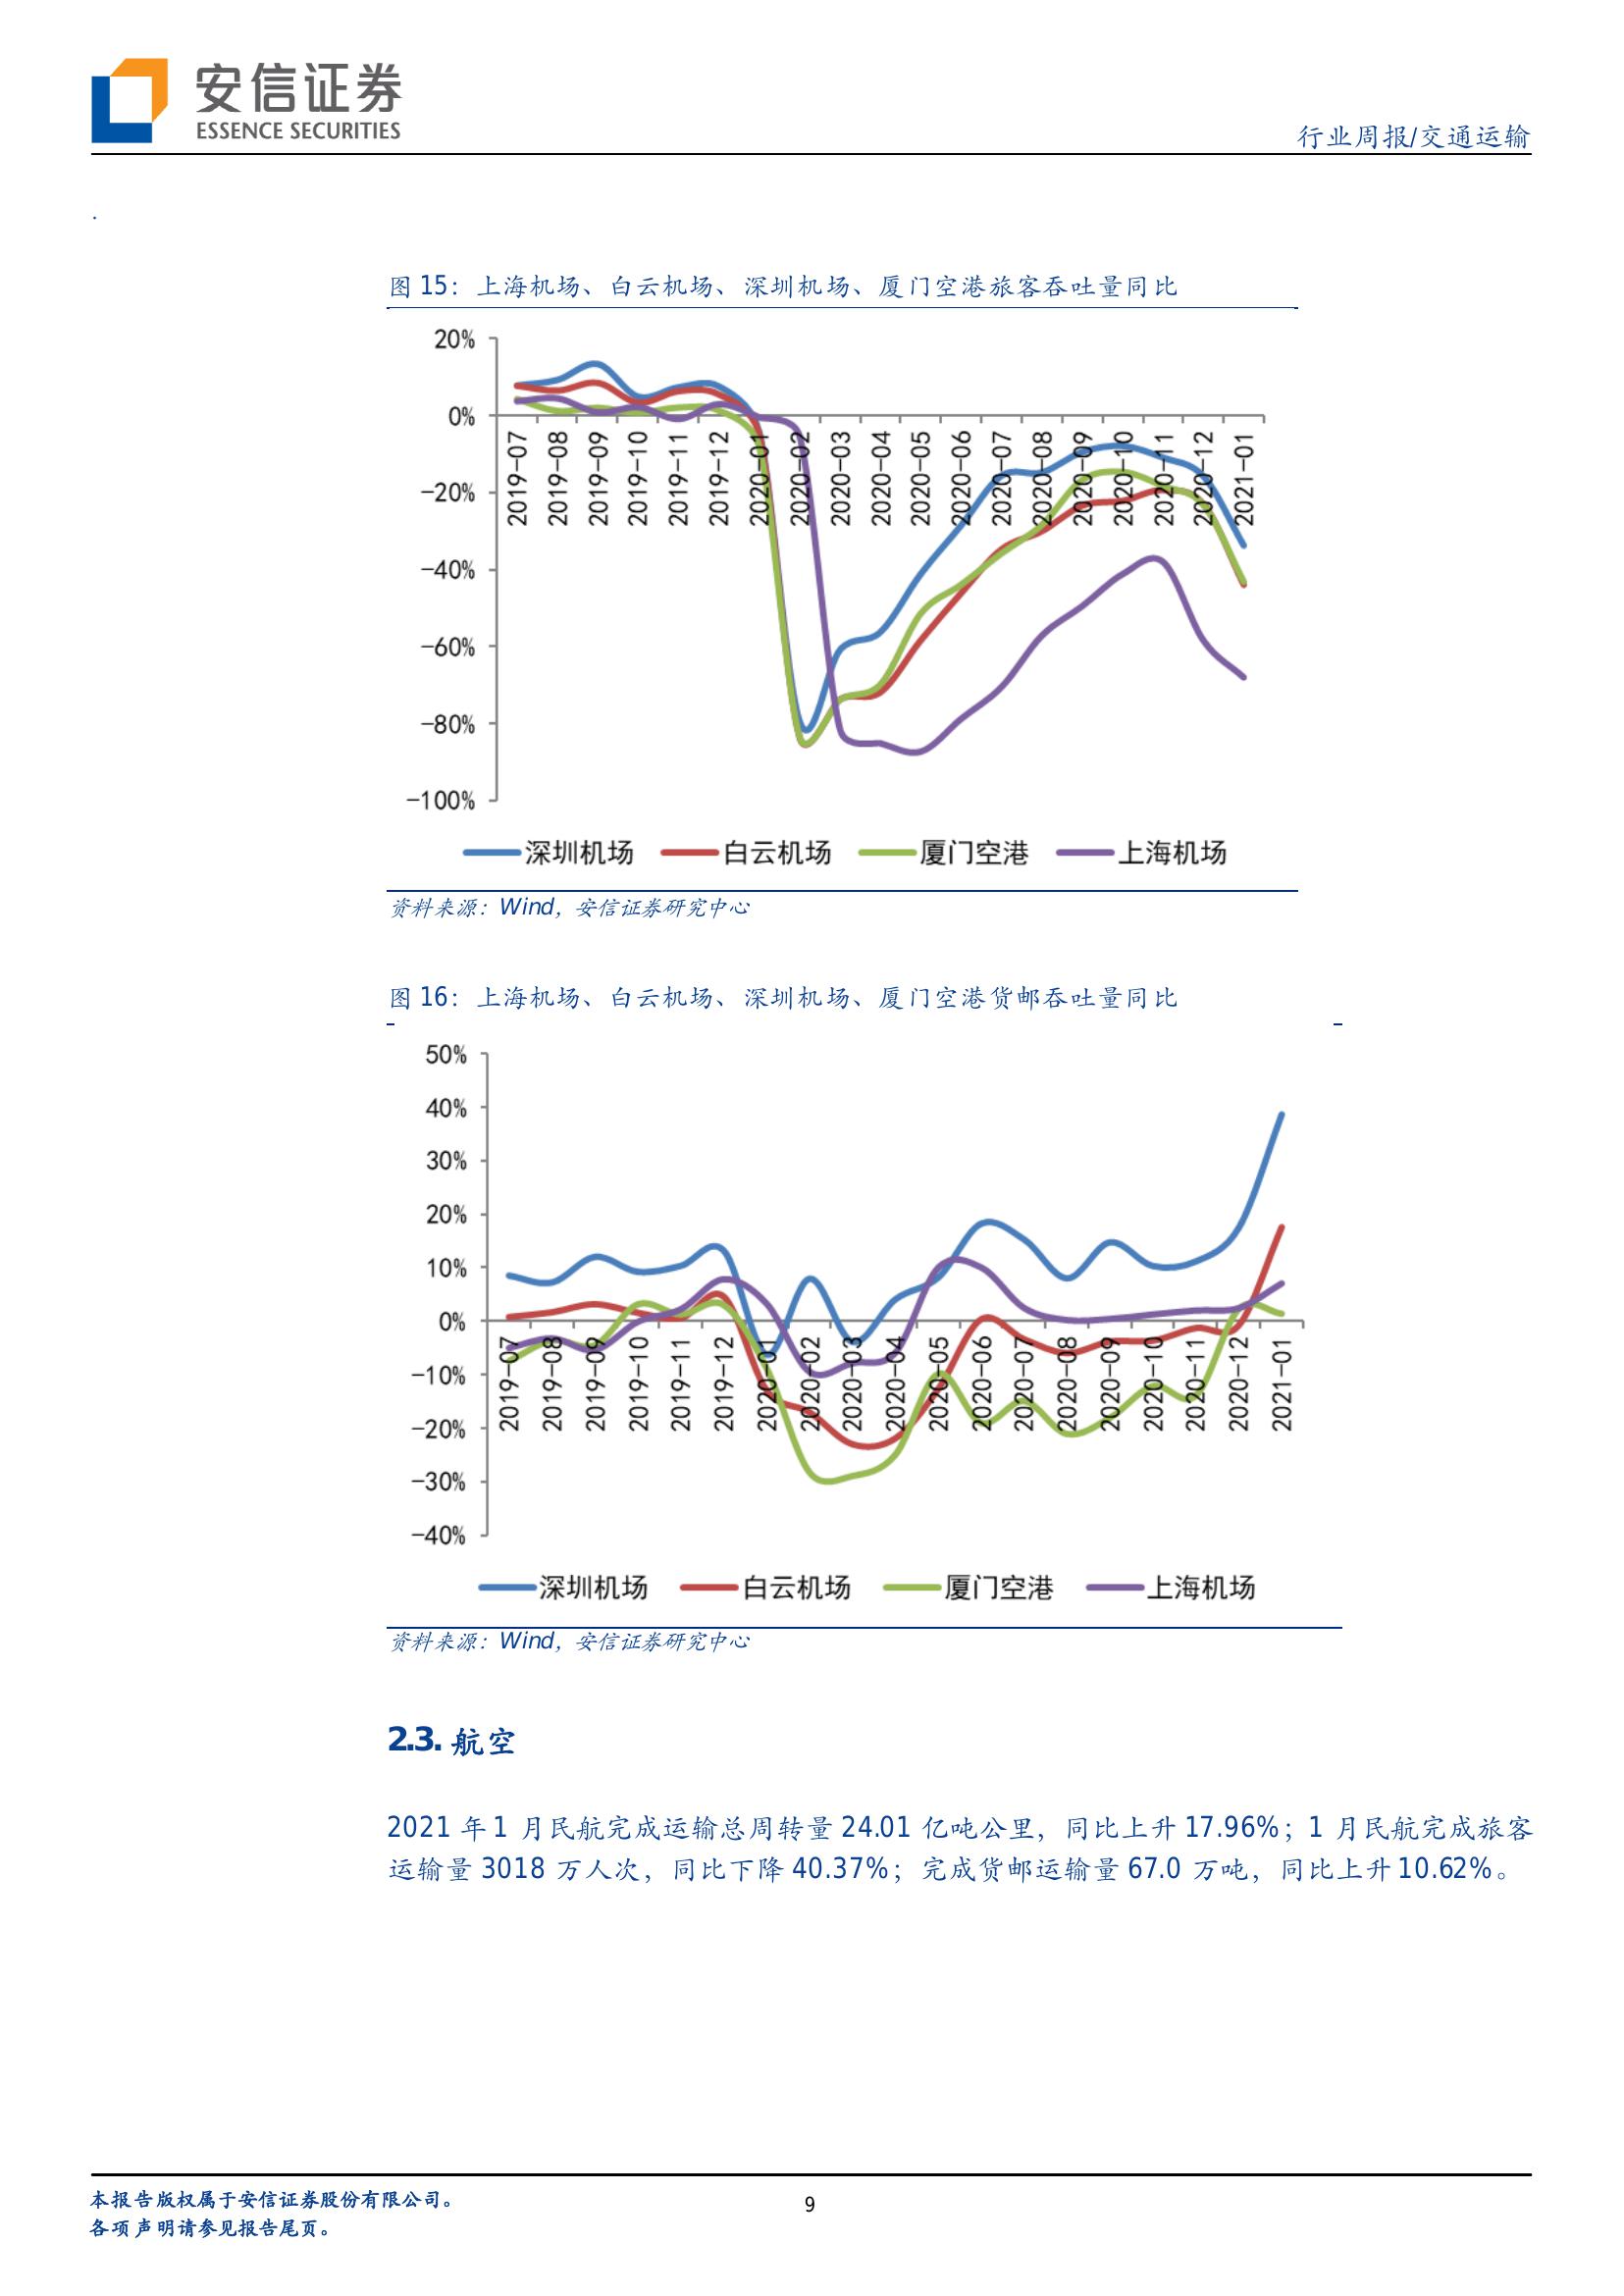 安信证券
ESSENCE SECURITIES
行业周报/交通运输
.
图 15：上海机场、白云机场、深圳机场、厦门空港旅客吞吐量同比
20%
0%
-20%
-40%
-60%
-80%
-100%
2019-07 2019-08 2019-09 2019-10 2019-11 2019-12 2020-01 2020-02 2020-03 2020-04 2020-05 2020-06 2020-07 2020-08 2020-09 2020-10 2020-11 2020-12 2021-01
深圳机场 白云机场 厦门空港 上海机场
资料来源：Wind，安信证券研究中心
图 16：上海机场、白云机场、深圳机场、厦门空港货邮吞吐量同比
50%
40%
30%
20%
10%
0%
-10%
-20%
-30%
-40%
2019-07 2019-08 2019-09 2019-10 2019-11 2019-12 2020-01 2020-02 2020-03 2020-04 2020-05 2020-06 2020-07 2020-08 2020-09 2020-10 2020-11 2020-12 2021-01
深圳机场 白云机场 厦门空港 上海机场
资料来源：Wind，安信证券研究中心
2.3. 航空
2021 年 1 月民航完成运输总周转量 24.01 亿吨公里，同比上升 17.96%；1 月民航完成旅客
运输量 3018 万人次，同比下降 40.37%；完成货邮运输量 67.0 万吨，同比上升 10.62%。
本报告版权属于安信证券股份有限公司。
各项声明请参见报告尾页。
9